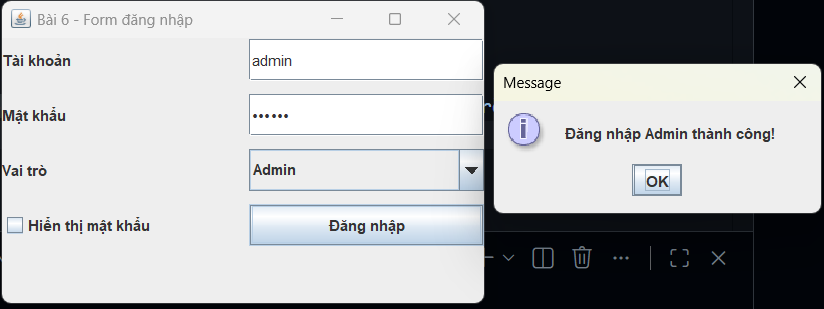 Bài 6 - Form đăng nhập
Tài khoản
admin
Mật khẩu
••••••
Vai trò
Admin
Hiển thị mật khẩu
Đăng nhập
Message
Đăng nhập Admin thành công!
OK